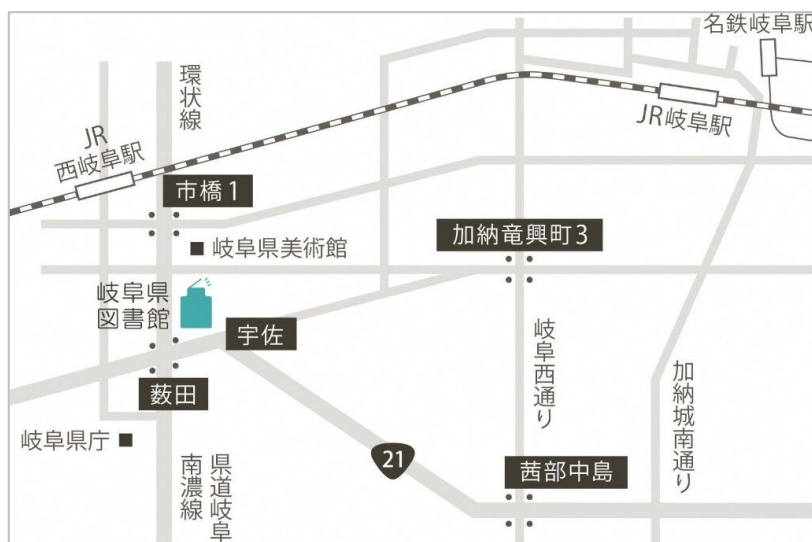 名鉄岐阜駅
環状線
JR
西岐阜駅
JR岐阜駅
市橋1
岐阜県美術館
加納竜興町3
岐阜県
図書館
宇佐
薮田
岐阜西通り
加納城南通り
岐阜県庁
県道岐阜
南濃線
21
茜部中島